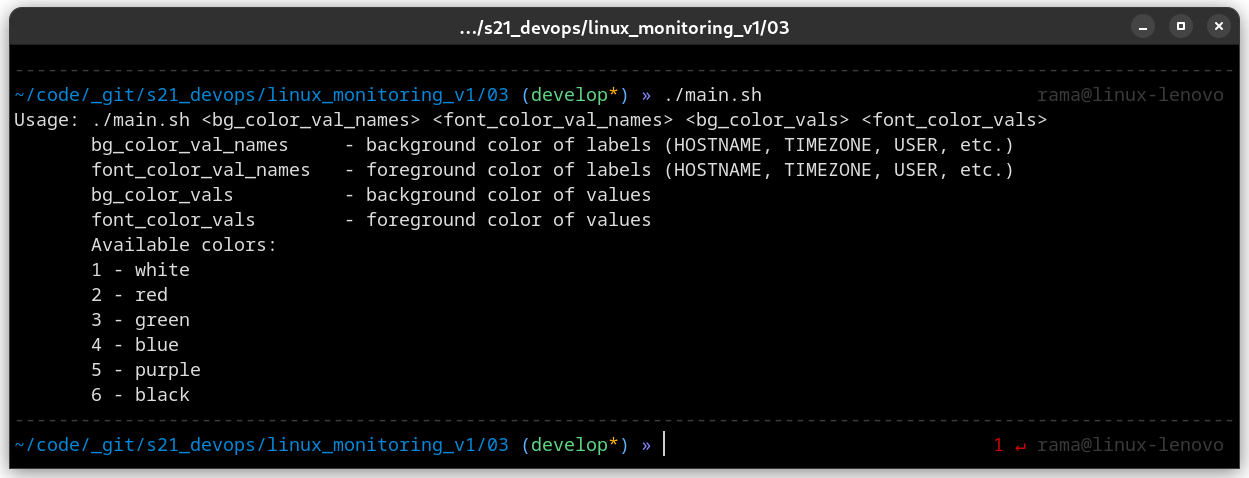 .../s21_devops/linux_monitoring_v1/03
~/code/_git/s21_devops/linux_monitoring_v1/03 (develop*) » ./main.sh rama@linux-lenovo
Usage: ./main.sh <bg_color_val_names> <font_color_val_names> <bg_color_vals> <font_color_vals>
bg_color_val_names - background color of labels (HOSTNAME, TIMEZONE, USER, etc.)
font_color_val_names - foreground color of labels (HOSTNAME, TIMEZONE, USER, etc.)
bg_color_vals - background color of values
font_color_vals - foreground color of values
Available colors:
1 - white
2 - red
3 - green
4 - blue
5 - purple
6 - black
~/code/_git/s21_devops/linux_monitoring_v1/03 (develop*) » 1 ↵ rama@linux-lenovo